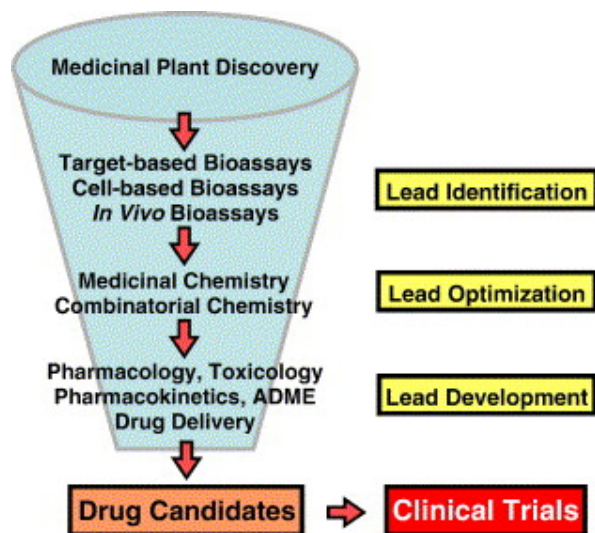 Medicinal Plant Discovery
Target-based Bioassays
Cell-based Bioassays
In Vivo Bioassays
Lead Identification
Medicinal Chemistry
Combinatorial Chemistry
Lead Optimization
Pharmacology, Toxicology
Pharmacokinetics, ADME
Drug Delivery
Lead Development
Drug Candidates
Clinical Trials